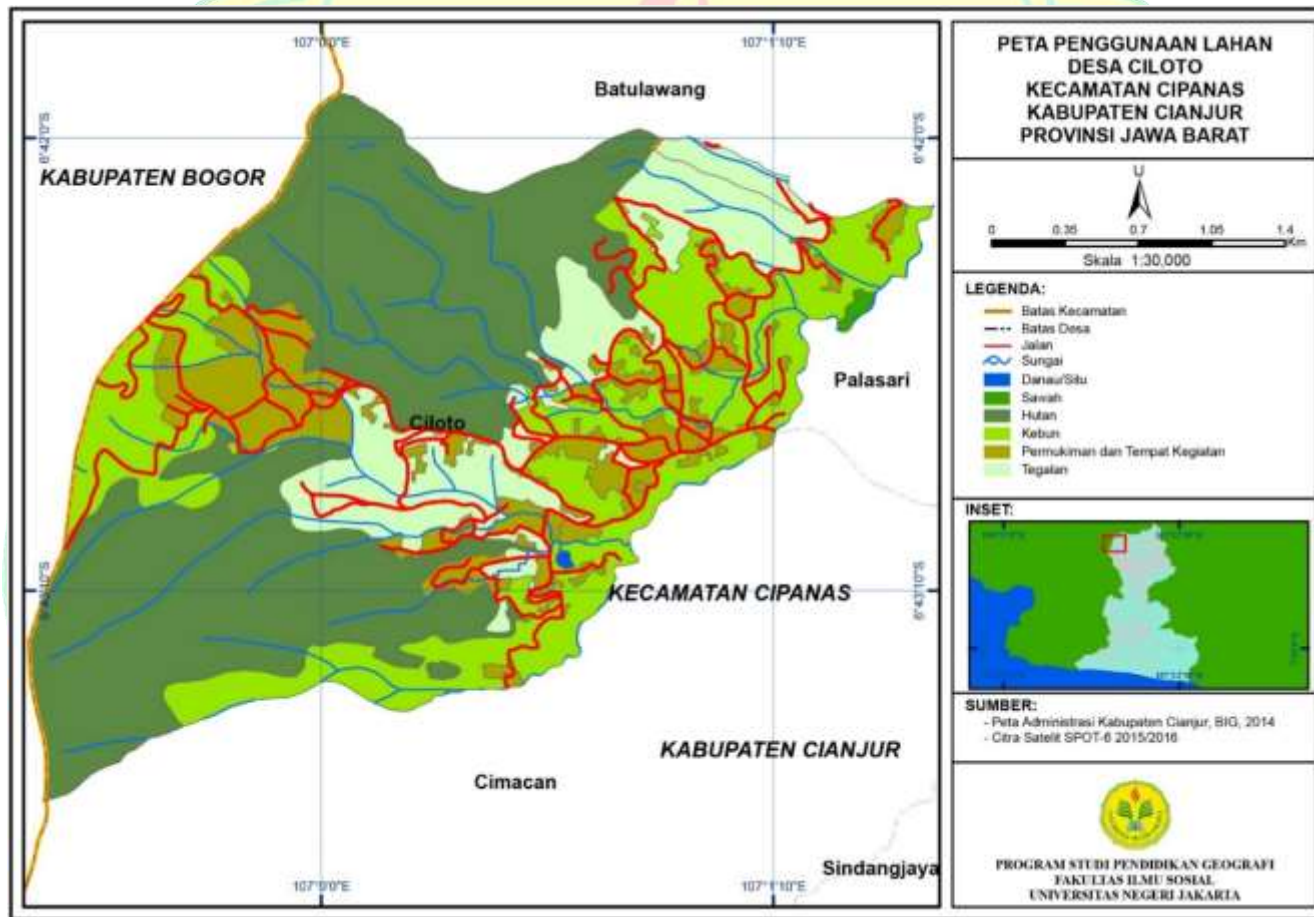 107°0'0"E
107°1'10"E
Batulawang
6°42'0"S
6°42'0"S
KABUPATEN BOGOR
Palasari
Ciloto
6°43'10"S
KECAMATAN CIPANAS
6°43'10"S
KABUPATEN CIANJUR
Cimacan
Sindangjaya
107°0'0"E
107°1'10"E
PETA PENGGUNAAN LAHAN
DESA CILOTO
KECAMATAN CIPANAS
KABUPATEN CIANJUR
PROVINSI JAWA BARAT
U
0 0.35 0.7 1.05 1.4
Km
Skala 1:30,000
LEGENDA:
Batas Kecamatan
Batas Desa
Jalan
Sungai
Danau/Situ
Sawah
Hutan
Kebun
Permukiman dan Tempat Kegiatan
Tegalan
INSET:
SUMBER:
- Peta Administrasi Kabupaten Cianjur, BIG, 2014
- Citra Satelit SPOT-6 2015/2016
PROGRAM STUDI PENDIDIKAN GEOGRAFI
FAKULTAS ILMU SOSIAL
UNIVERSITAS NEGERI JAKARTA